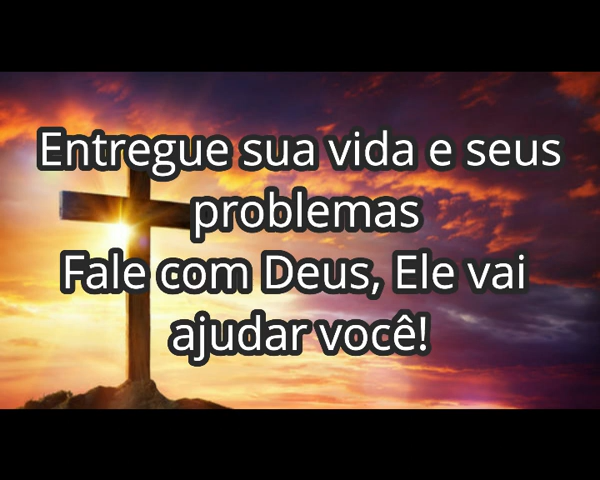 Entregue sua vida e seus
problemas
Fale com Deus, Ele vai
ajudar você!